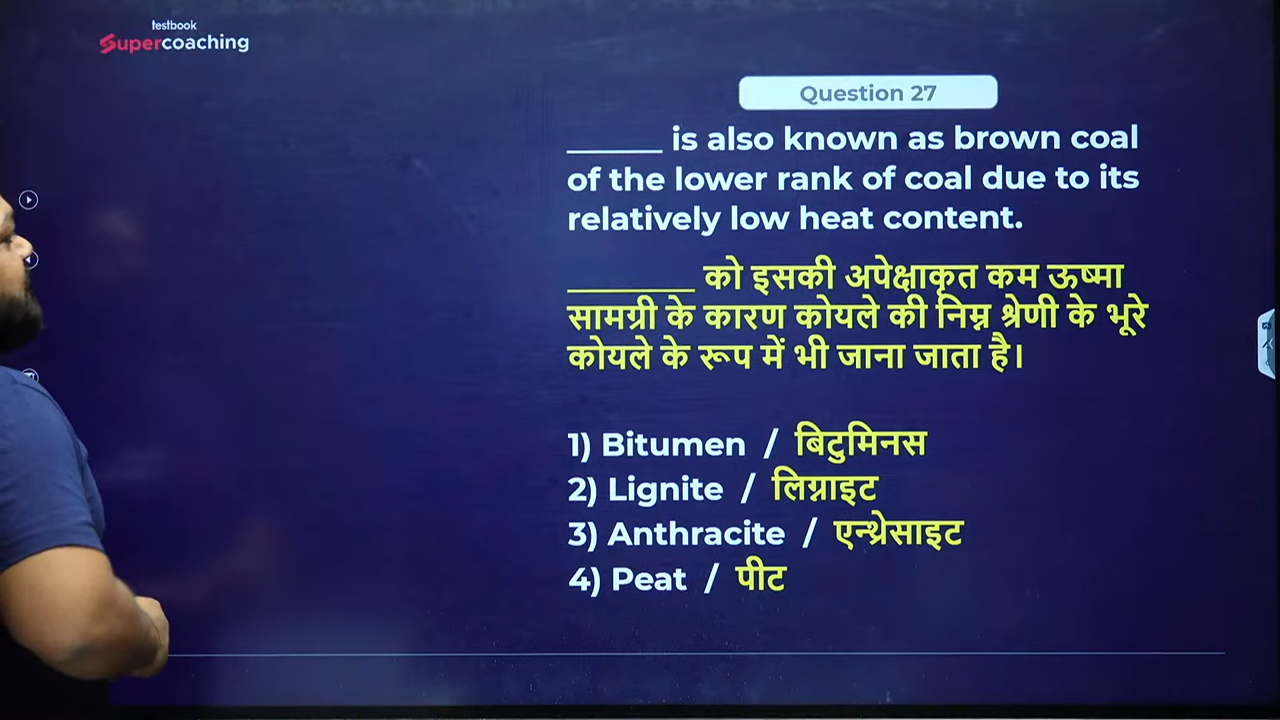 testbook
Supercoaching
Question 27
______ is also known as brown coal
of the lower rank of coal due to its
relatively low heat content.
________ को इसकी अपेक्षाकृत कम ऊष्मा
सामग्री के कारण कोयले की निम्न श्रेणी के भूरे
कोयले के रूप में भी जाना जाता है।
1) Bitumen / बिटुमिनस
2) Lignite / लिग्नाइट
3) Anthracite / एन्थ्रेसाइट
4) Peat / पीट